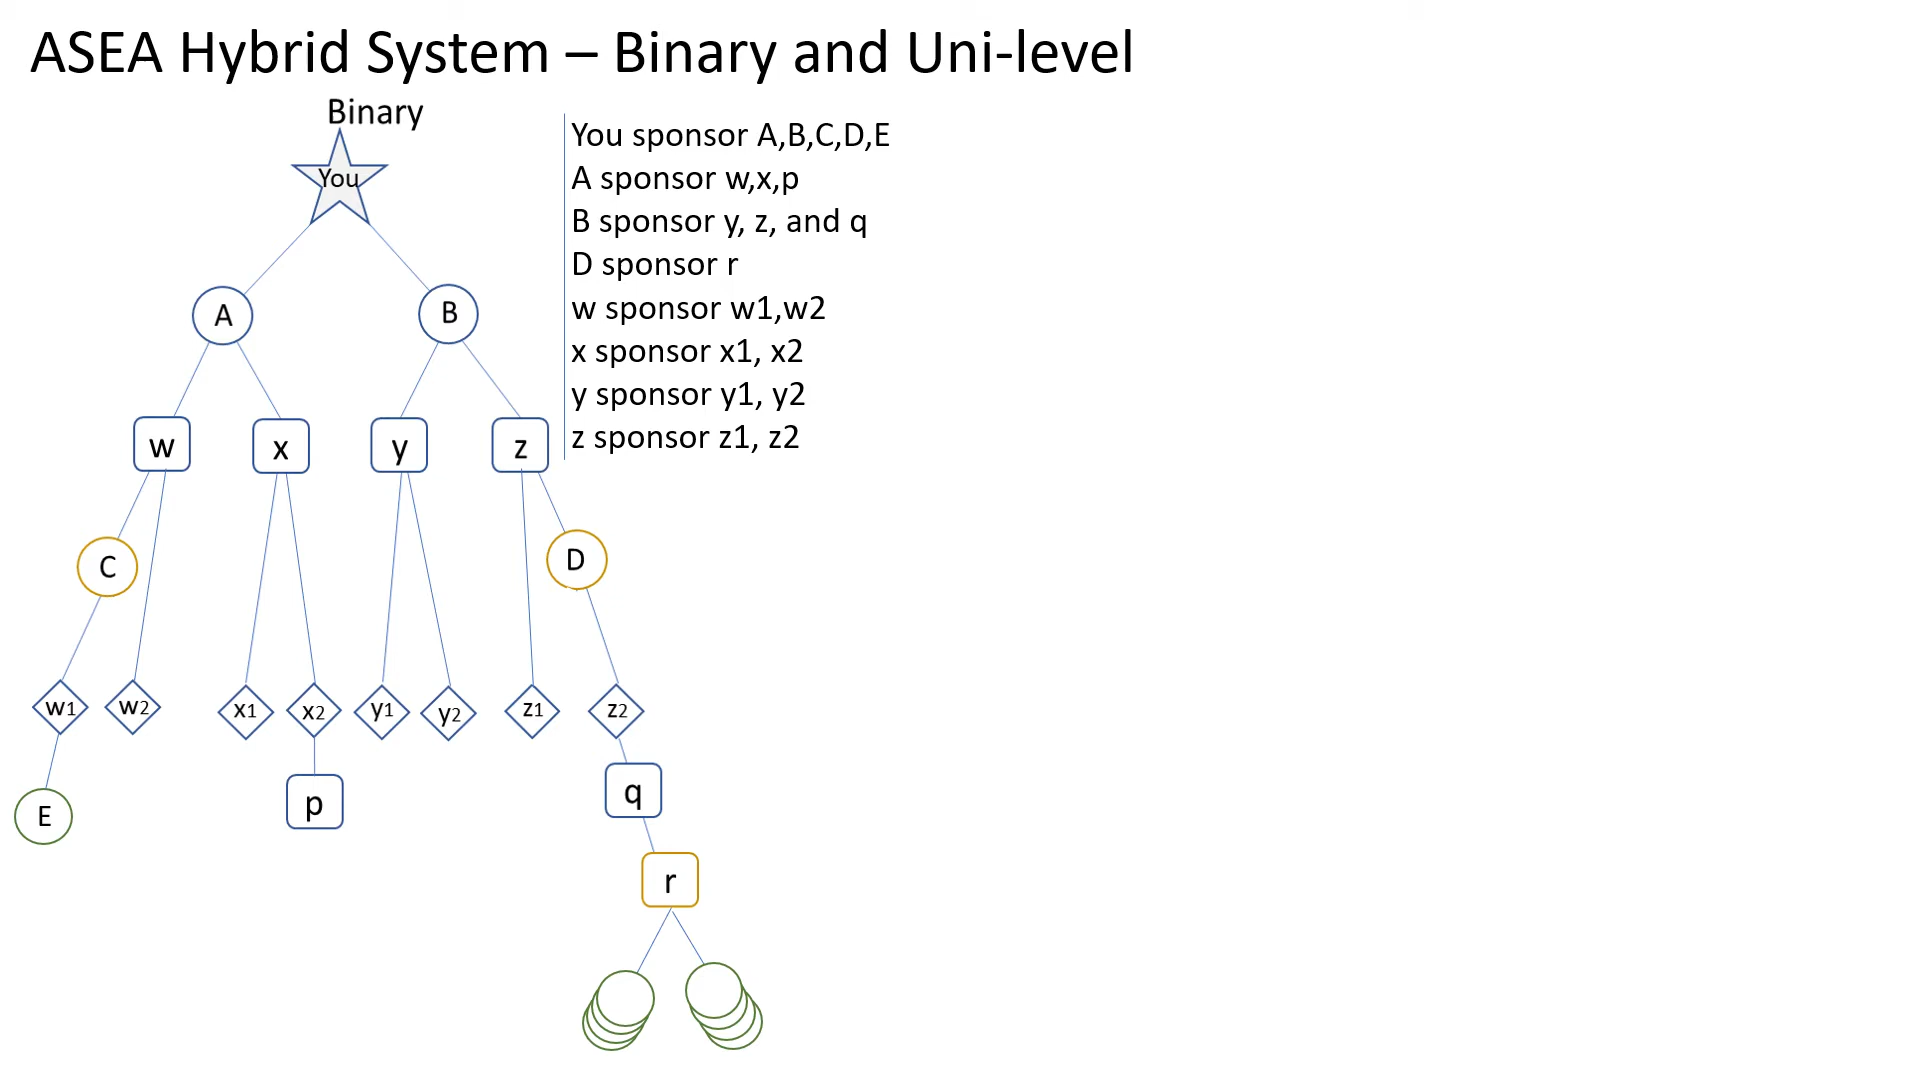 ASEA Hybrid System – Binary and Uni-level
Binary
You
You sponsor A,B,C,D,E
A sponsor w,x,p
B sponsor y, z, and q
D sponsor r
w sponsor w1,w2
x sponsor x1, x2
y sponsor y1, y2
z sponsor z1, z2
A
B
w
x
y
z
C
D
w1
w2
x1
x2
y1
y2
z1
z2
E
p
q
r